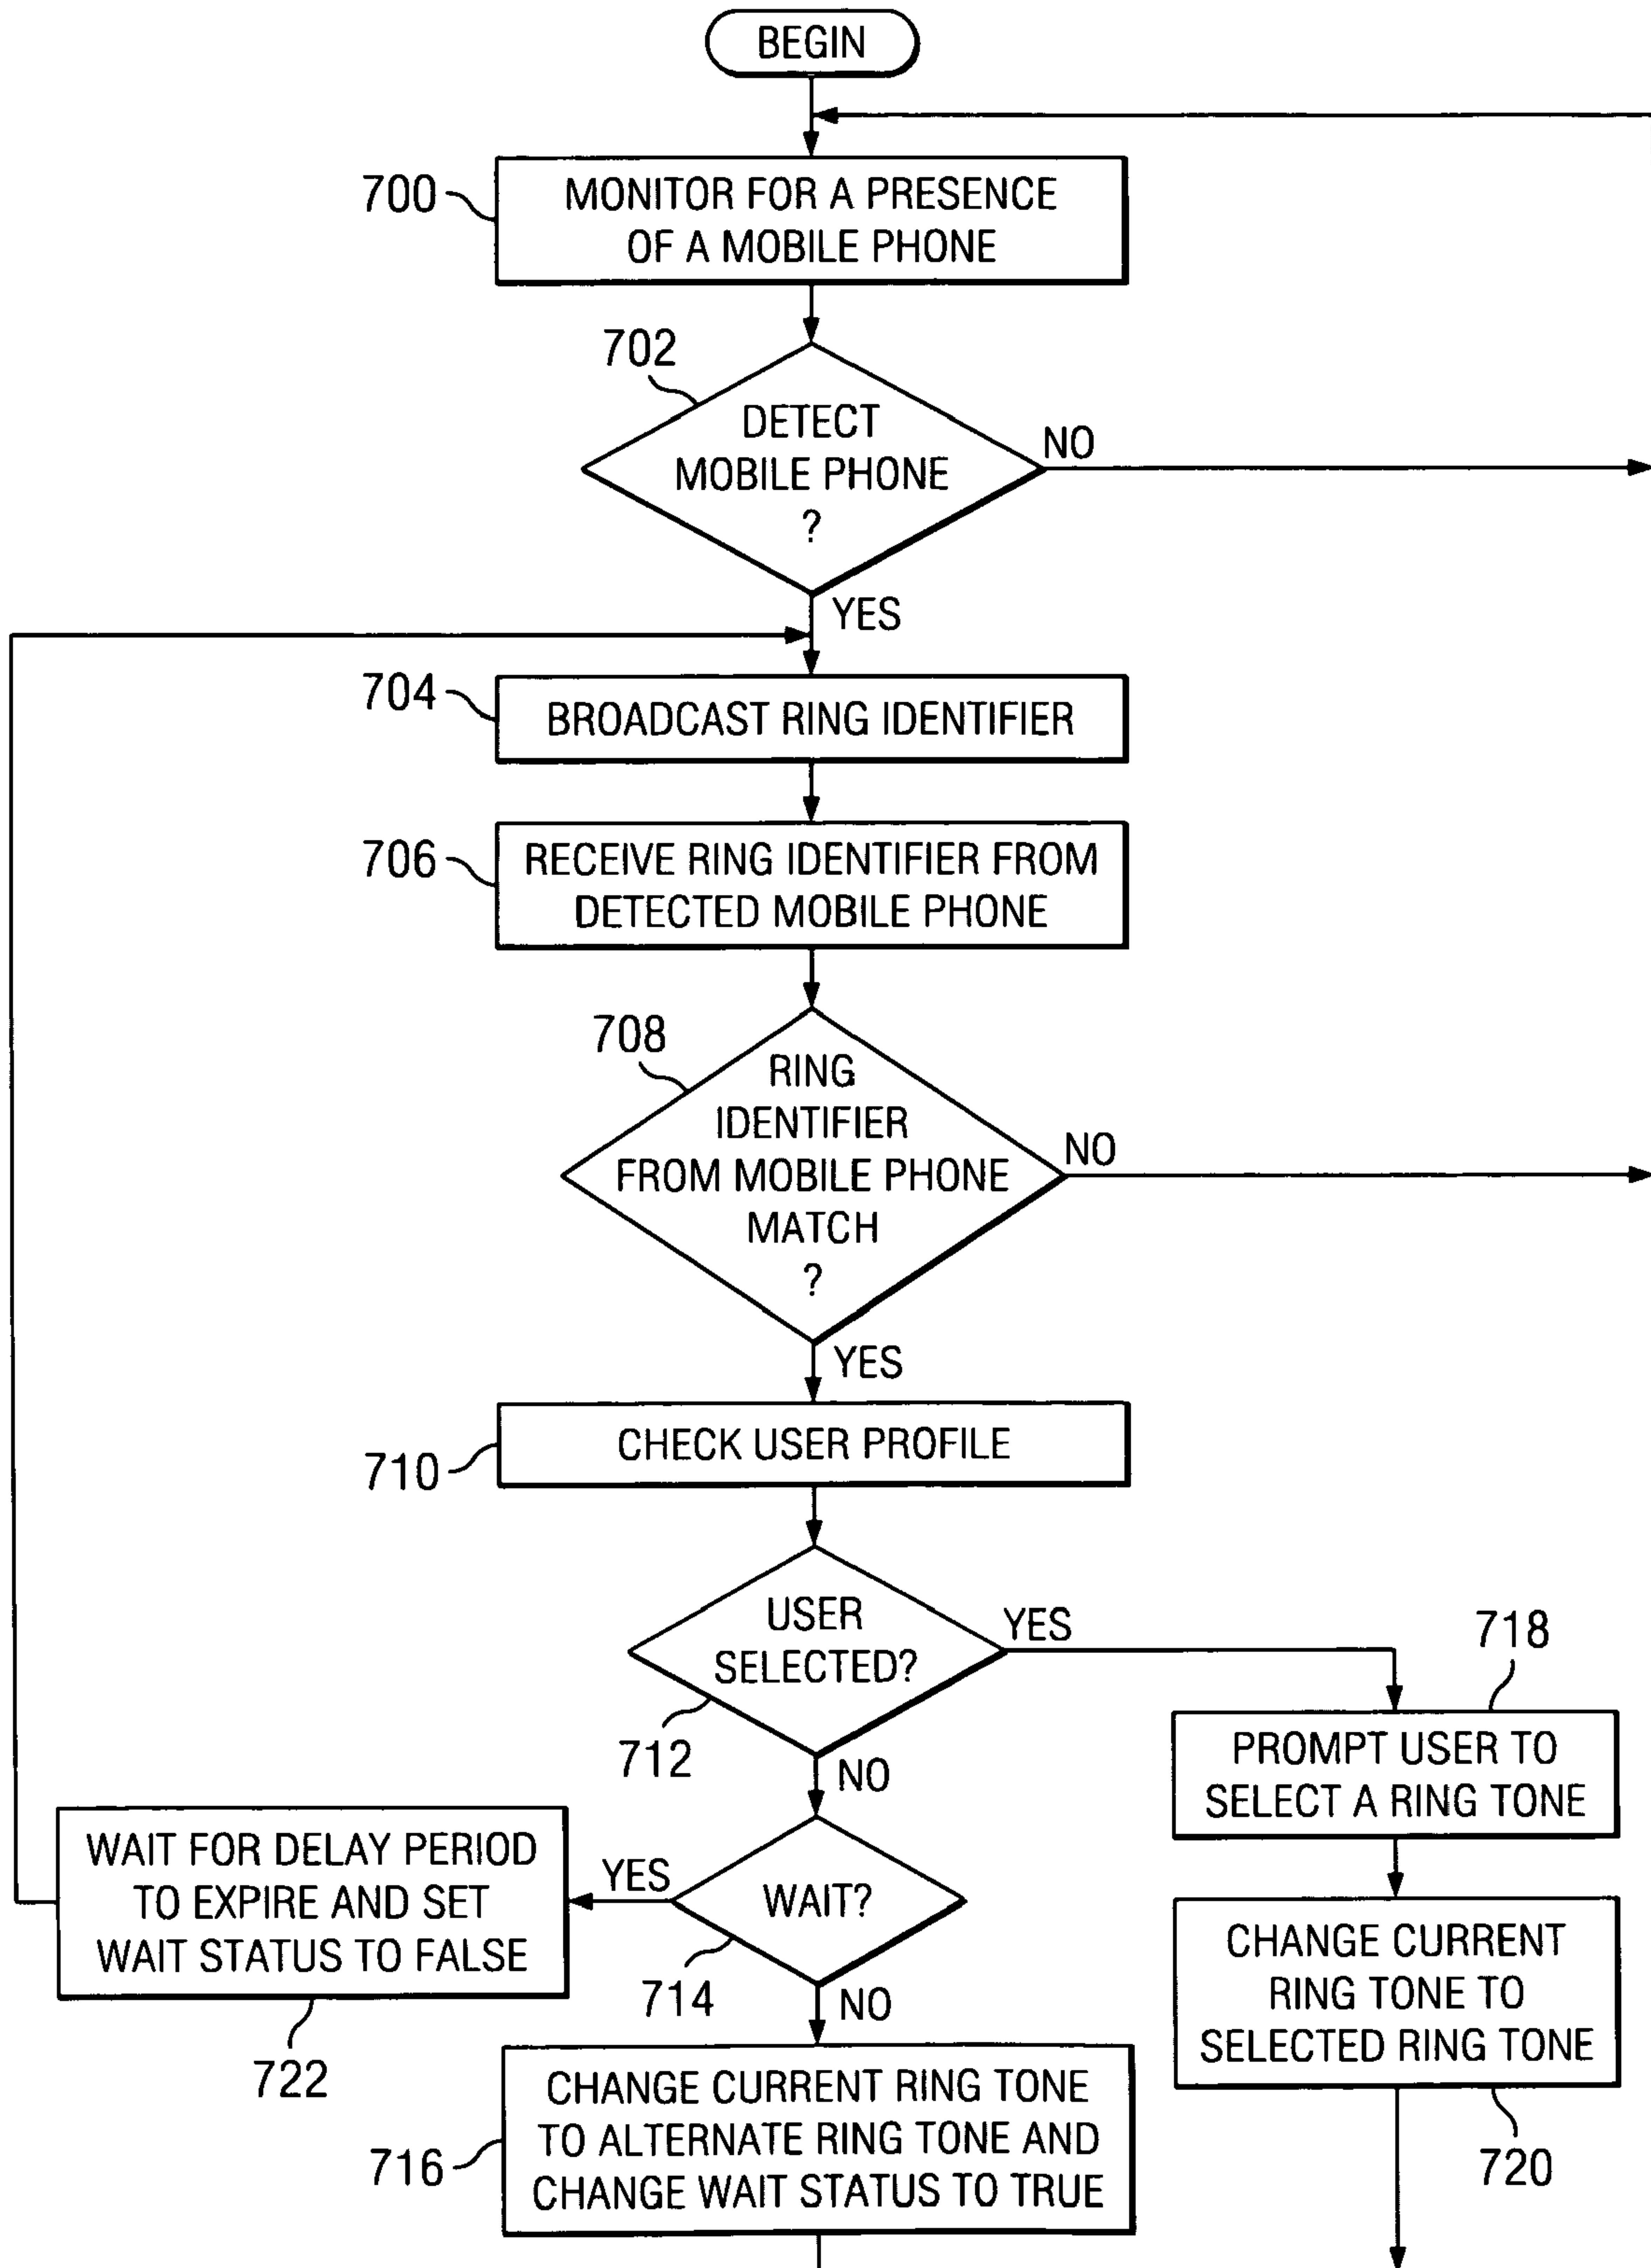 BEGIN
700
MONITOR FOR A PRESENCE
OF A MOBILE PHONE
702
DETECT
MOBILE PHONE
?
NO
YES
704
BROADCAST RING IDENTIFIER
706
RECEIVE RING IDENTIFIER FROM
DETECTED MOBILE PHONE
708
RING
IDENTIFIER
FROM MOBILE PHONE
MATCH
?
NO
YES
710
CHECK USER PROFILE
USER
SELECTED?
YES
712
NO
718
PROMPT USER TO
SELECT A RING TONE
WAIT FOR DELAY PERIOD
TO EXPIRE AND SET
WAIT STATUS TO FALSE
722
YES
WAIT?
714
NO
CHANGE CURRENT
RING TONE TO
SELECTED RING TONE
720
716
CHANGE CURRENT RING TONE
TO ALTERNATE RING TONE AND
CHANGE WAIT STATUS TO TRUE